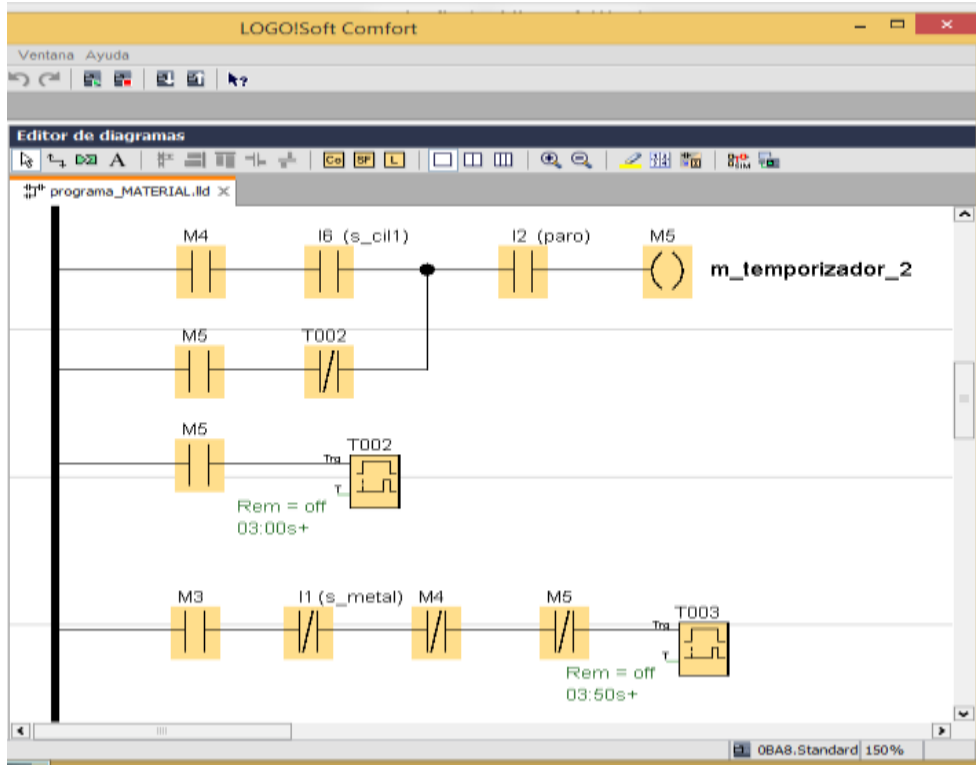 LOGO!Soft Comfort
Ventana Ayuda
Editor de diagramas
A Co SF L
programa_MATERIAL.lld
M4 I6 (s_cil1) I2 (paro) M5
m_temporizador_2
M5 T002
M5 T002
Trg
T
Rem = off
03:00s+
M3 I1 (s_metal) M4 M5 T003
Trg
T
Rem = off
03:50s+
0BA8.Standard 150%